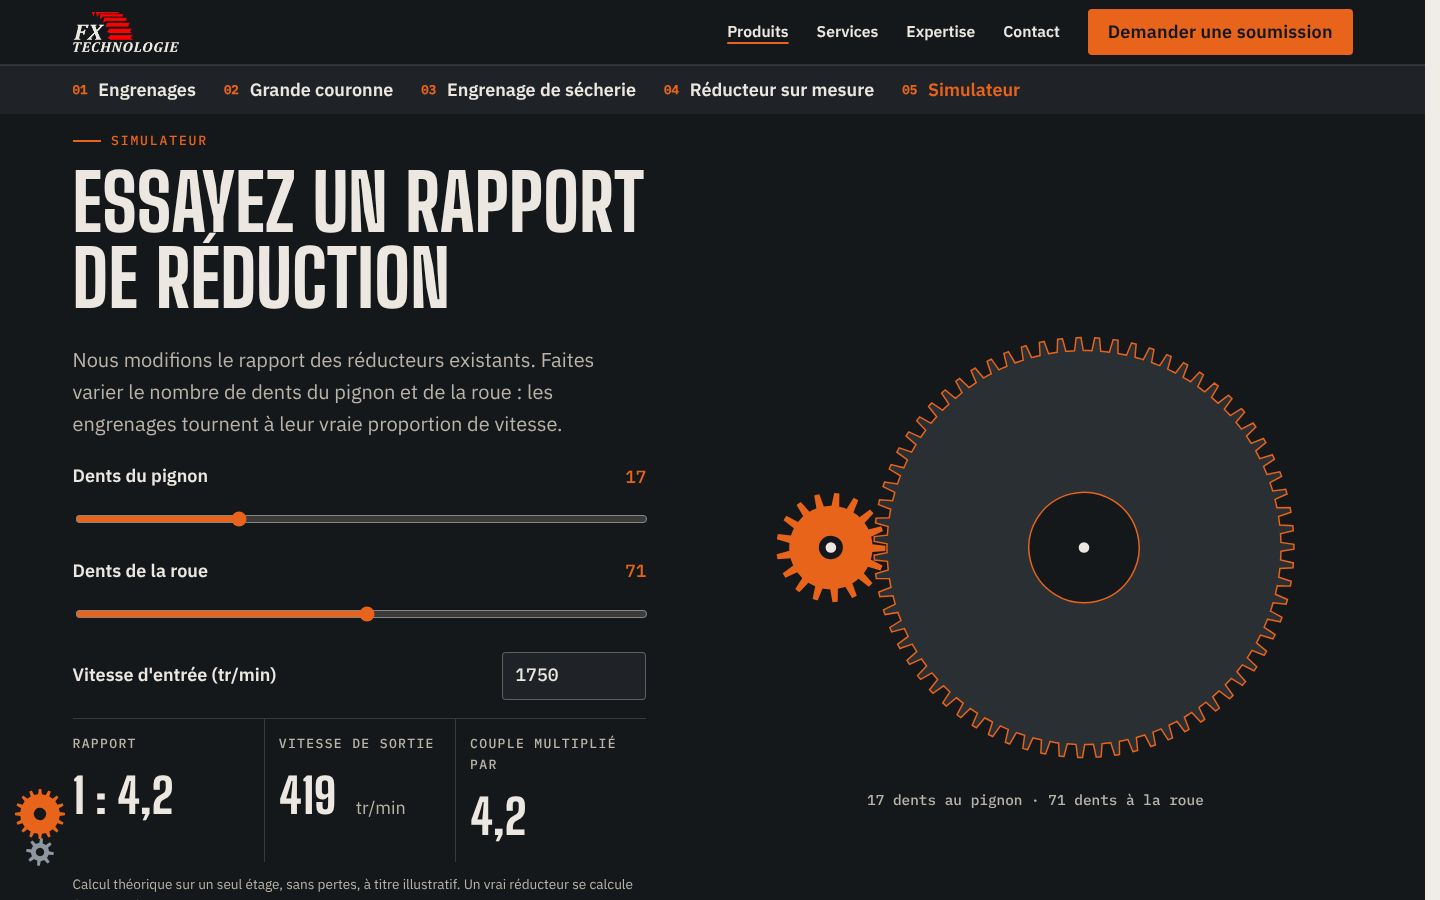 FX
TECHNOLOGIE
Produits
Services
Expertise
Contact
Demander une soumission
01 Engrenages
02 Grande couronne
03 Engrenage de sécherie
04 Réducteur sur mesure
05 Simulateur
SIMULATEUR
ESSAYEZ UN RAPPORT
DE RÉDUCTION
Nous modifions le rapport des réducteurs existants. Faites
varier le nombre de dents du pignon et de la roue : les
engrenages tournent à leur vraie proportion de vitesse.
Dents du pignon
17
Dents de la roue
71
Vitesse d'entrée (tr/min)
1750
RAPPORT
1 : 4,2
VITESSE DE SORTIE
419 tr/min
COUPLE MULTIPLIÉ
PAR
4,2
17 dents au pignon · 71 dents à la roue
Calcul théorique sur un seul étage, sans pertes, à titre illustratif. Un vrai réducteur se calcule